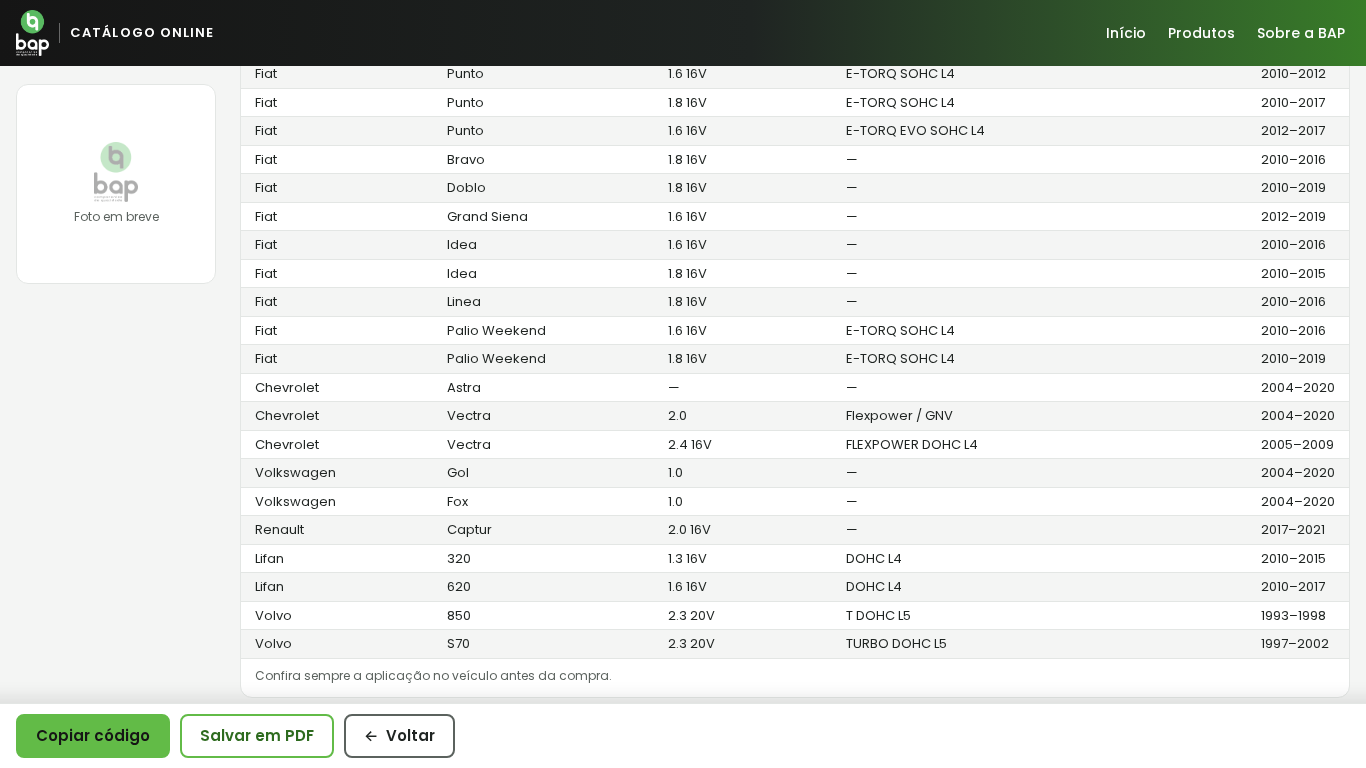 bap
CATÁLOGO ONLINE
Início Produtos Sobre a BAP
bap
Foto em breve
Fiat Punto 1.6 16V E-TORQ SOHC L4 2010–2012
Fiat Punto 1.8 16V E-TORQ SOHC L4 2010–2017
Fiat Punto 1.6 16V E-TORQ EVO SOHC L4 2012–2017
Fiat Bravo 1.8 16V — 2010–2016
Fiat Doblo 1.8 16V — 2010–2019
Fiat Grand Siena 1.6 16V — 2012–2019
Fiat Idea 1.6 16V — 2010–2016
Fiat Idea 1.8 16V — 2010–2015
Fiat Linea 1.8 16V — 2010–2016
Fiat Palio Weekend 1.6 16V E-TORQ SOHC L4 2010–2016
Fiat Palio Weekend 1.8 16V E-TORQ SOHC L4 2010–2019
Chevrolet Astra — — 2004–2020
Chevrolet Vectra 2.0 Flexpower / GNV 2004–2020
Chevrolet Vectra 2.4 16V FLEXPOWER DOHC L4 2005–2009
Volkswagen Gol 1.0 — 2004–2020
Volkswagen Fox 1.0 — 2004–2020
Renault Captur 2.0 16V — 2017–2021
Lifan 320 1.3 16V DOHC L4 2010–2015
Lifan 620 1.6 16V DOHC L4 2010–2017
Volvo 850 2.3 20V T DOHC L5 1993–1998
Volvo S70 2.3 20V TURBO DOHC L5 1997–2002
Confira sempre a aplicação no veículo antes da compra.
Copiar código Salvar em PDF ← Voltar